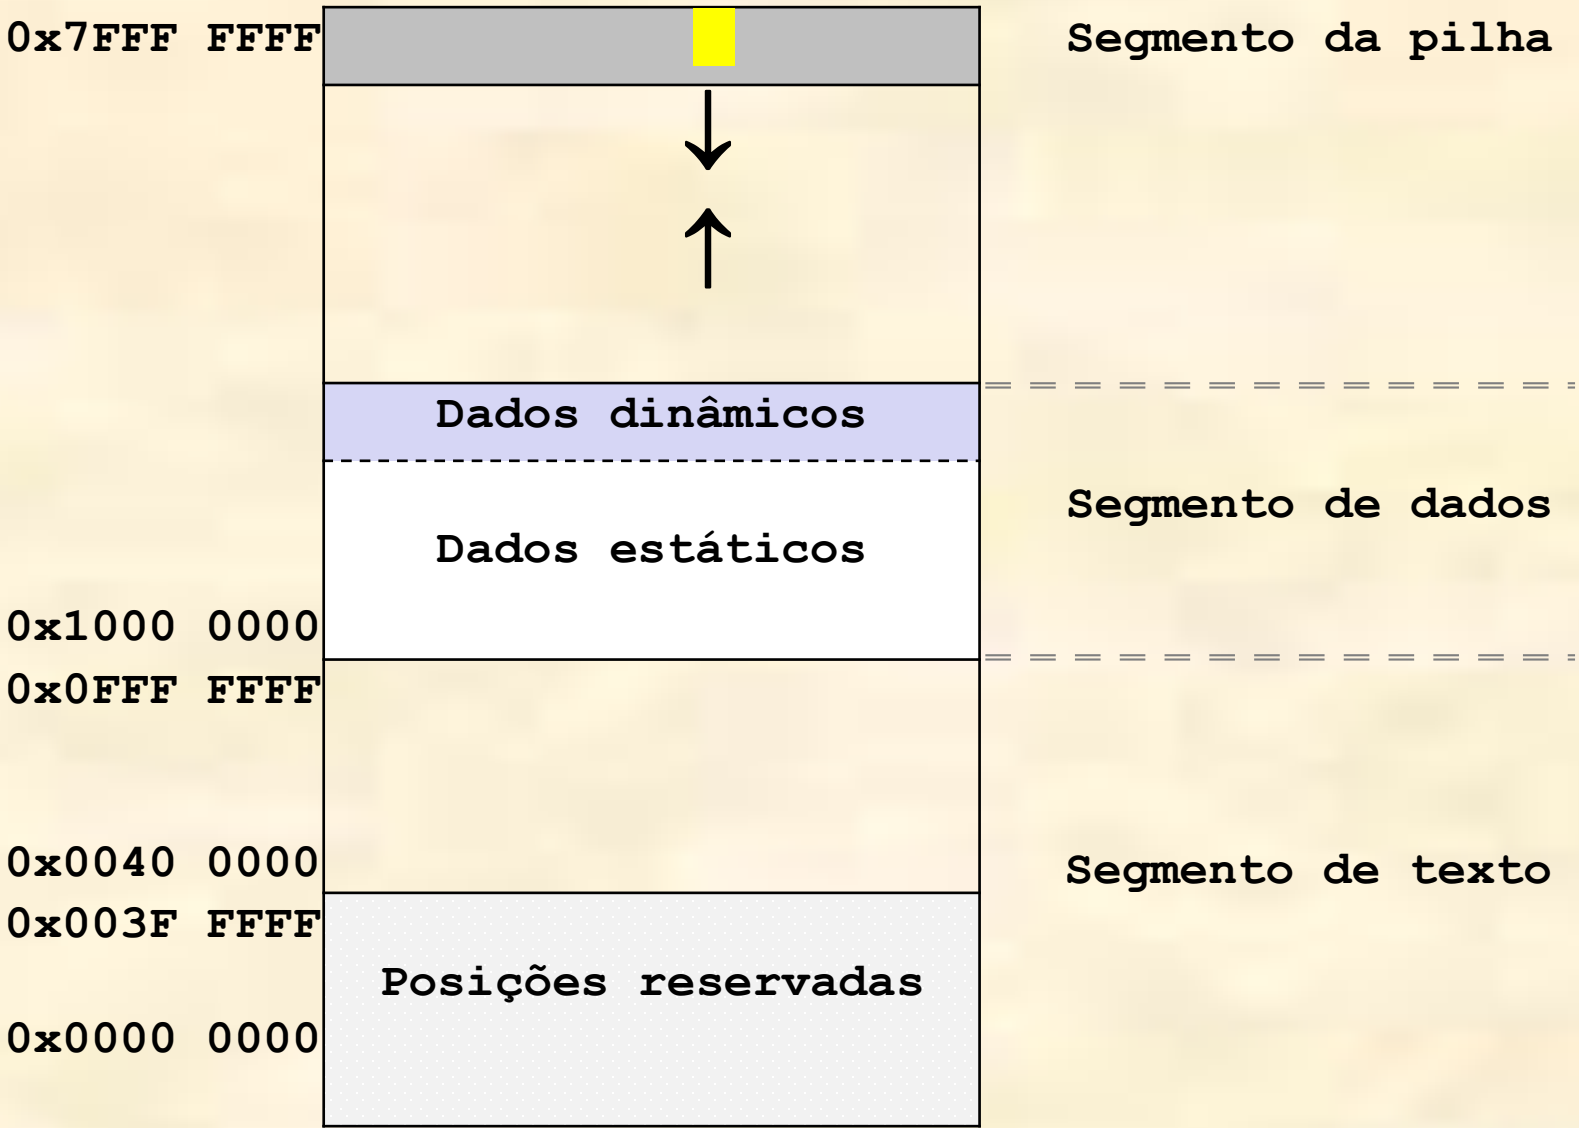 0x7FFF FFFF
Segmento da pilha
Dados dinâmicos
Segmento de dados
Dados estáticos
0x1000 0000
0x0FFF FFFF
0x0040 0000
Segmento de texto
0x003F FFFF
Posições reservadas
0x0000 0000